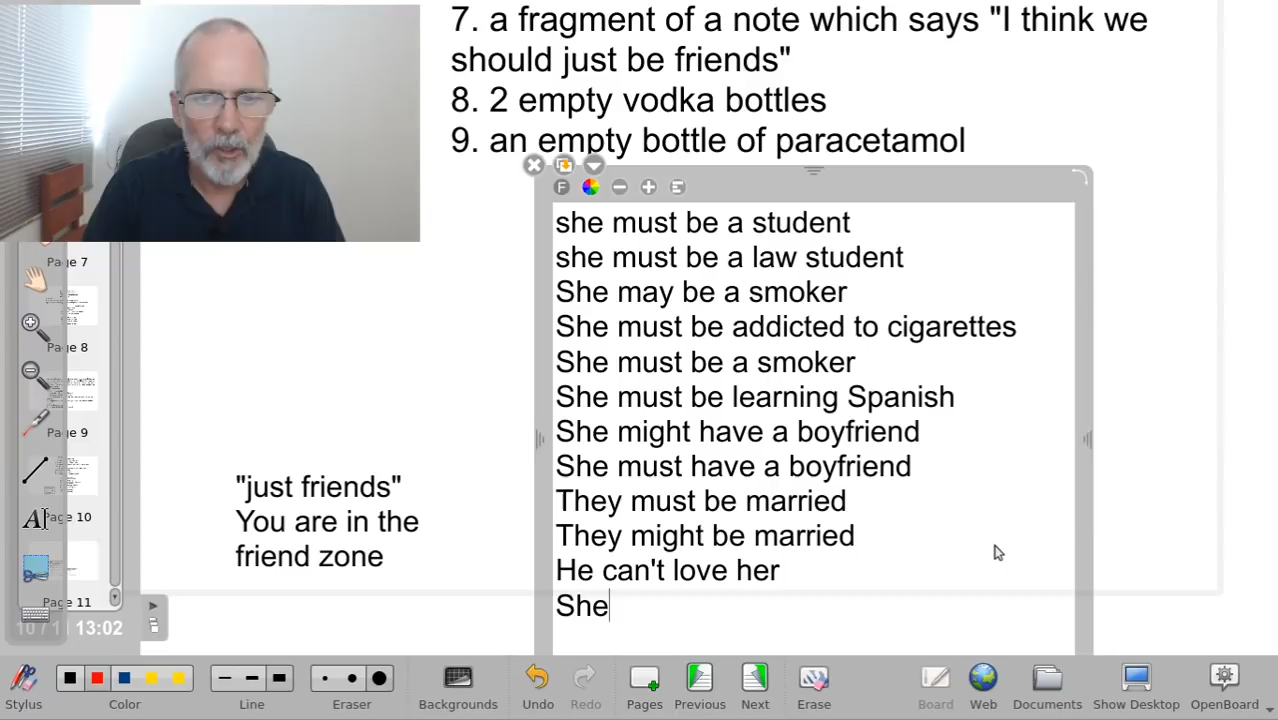 7. a fragment of a note which says "I think we
should just be friends"
8. 2 empty vodka bottles
9. an empty bottle of paracetamol
F
she must be a student
she must be a law student
She may be a smoker
She must be addicted to cigarettes
She must be a smoker
She must be learning Spanish
She might have a boyfriend
She must have a boyfriend
They must be married
They might be married
He can't love her
She
"just friends"
You are in the
friend zone
Page 7
Page 8
Page 9
Page 10
Page 11
13:02
Stylus
Color
Line
Eraser
Backgrounds
Undo
Redo
Pages
Previous
Next
Erase
Board
Web
Documents
Show Desktop
OpenBoard